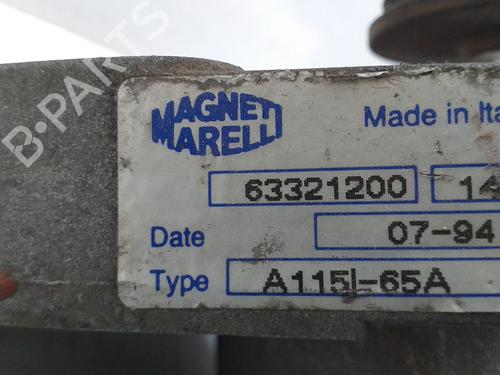 B-PARTS
MAGNETI MARELLI
Made in Ita
63321200 14
Date 07-94
Type A115I-65A